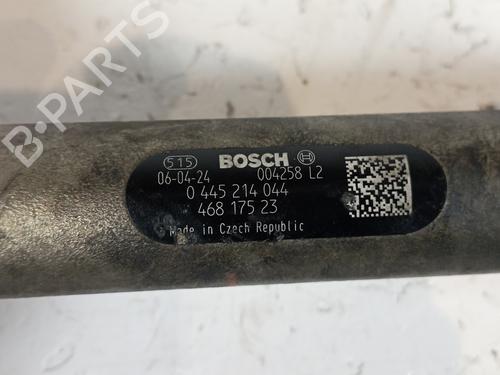 B-PARTS
515 BOSCH
06-04-24 004258 L2
0 445 214 044
468 175 23
Made in Czech Republic